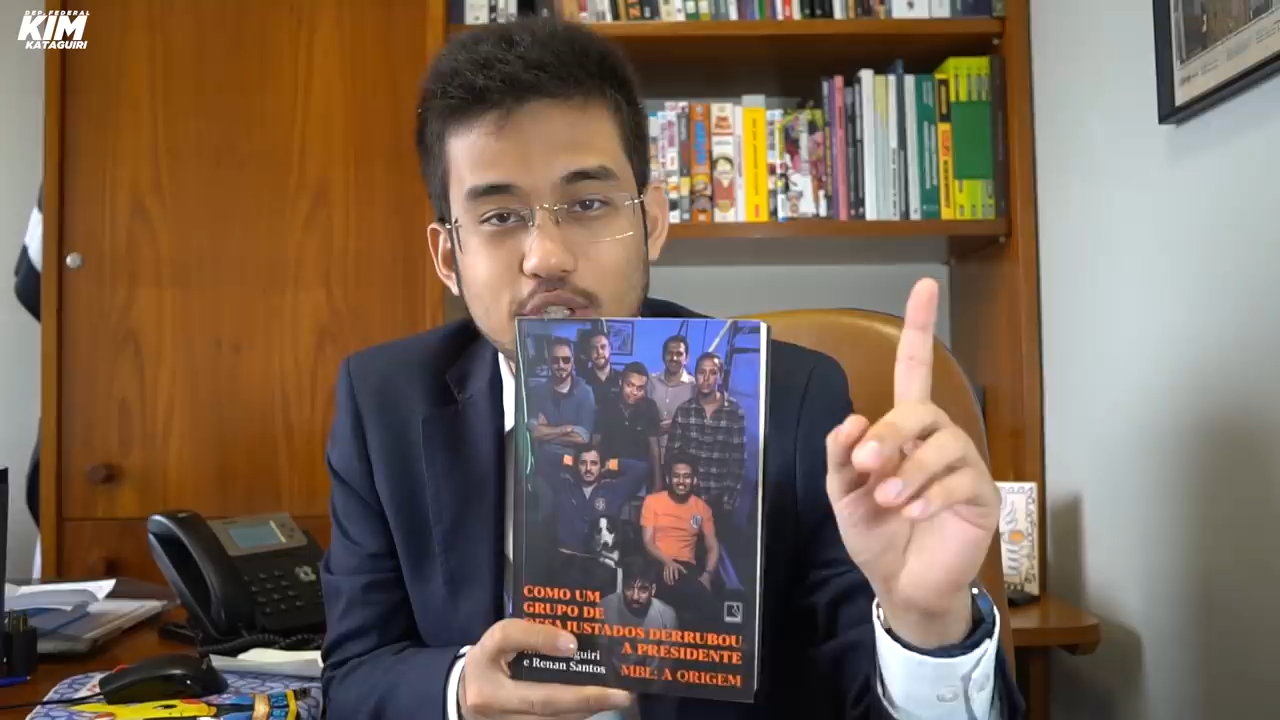 DEP. FEDERAL
KIM
KATAGUIRI
COMO UM
GRUPO DE
DESAJUSTADOS DERRUBOU
A PRESIDENTE
e Renan Santos
MBL: A ORIGEM